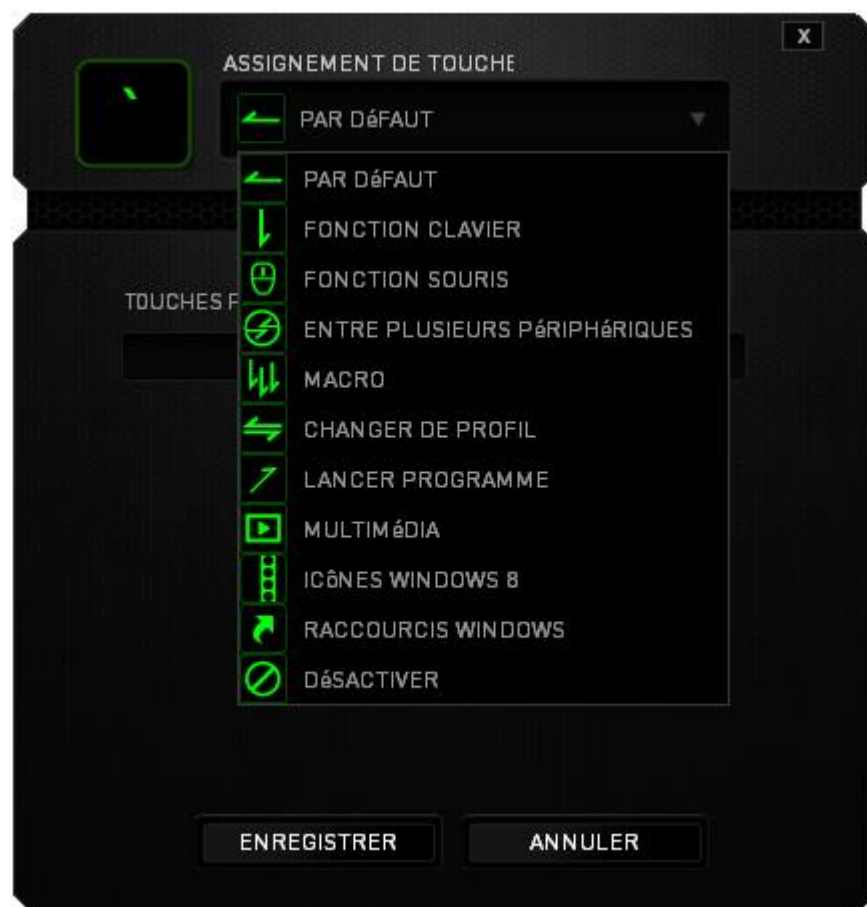 X
ASSIGNEMENT DE TOUCHE
`
PAR DéFAUT
PAR DéFAUT
FONCTION CLAVIER
FONCTION SOURIS
TOUCHES
ENTRE PLUSIEURS PéRIPHéRIQUES
MACRO
CHANGER DE PROFIL
LANCER PROGRAMME
MULTIMéDIA
ICôNES WINDOWS 8
RACCOURCIS WINDOWS
DéSACTIVER
ENREGISTRER
ANNULER